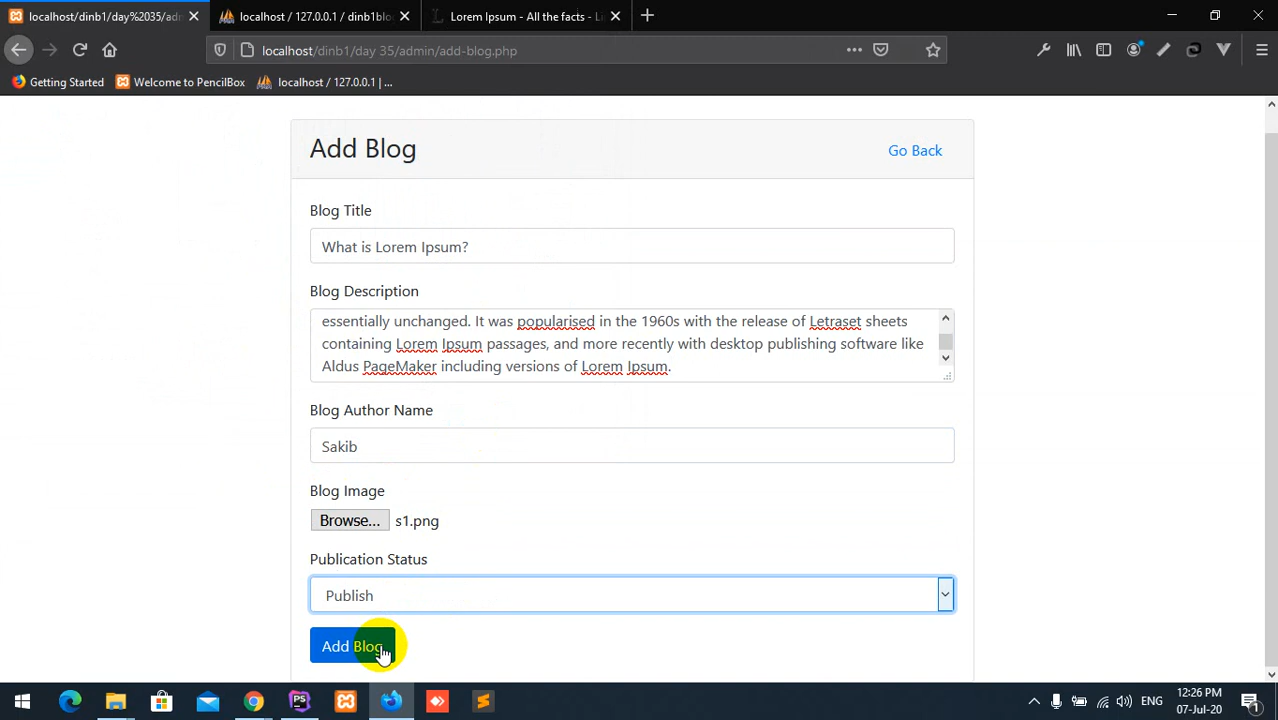 localhost/dinb1/day%2035/adm
localhost / 127.0.0.1 / dinb1blo
Lorem Ipsum - All the facts - Li
localhost/dinb1/day 35/admin/add-blog.php
Getting Started
Welcome to PencilBox
localhost / 127.0.0.1 | ...
Add Blog
Go Back
Blog Title
What is Lorem Ipsum?
Blog Description
essentially unchanged. It was popularised in the 1960s with the release of Letraset sheets
containing Lorem Ipsum passages, and more recently with desktop publishing software like
Aldus PageMaker including versions of Lorem Ipsum.
Blog Author Name
Sakib
Blog Image
Browse... s1.png
Publication Status
Publish
Add Blog
PS
ENG
12:26 PM
07-Jul-20
1